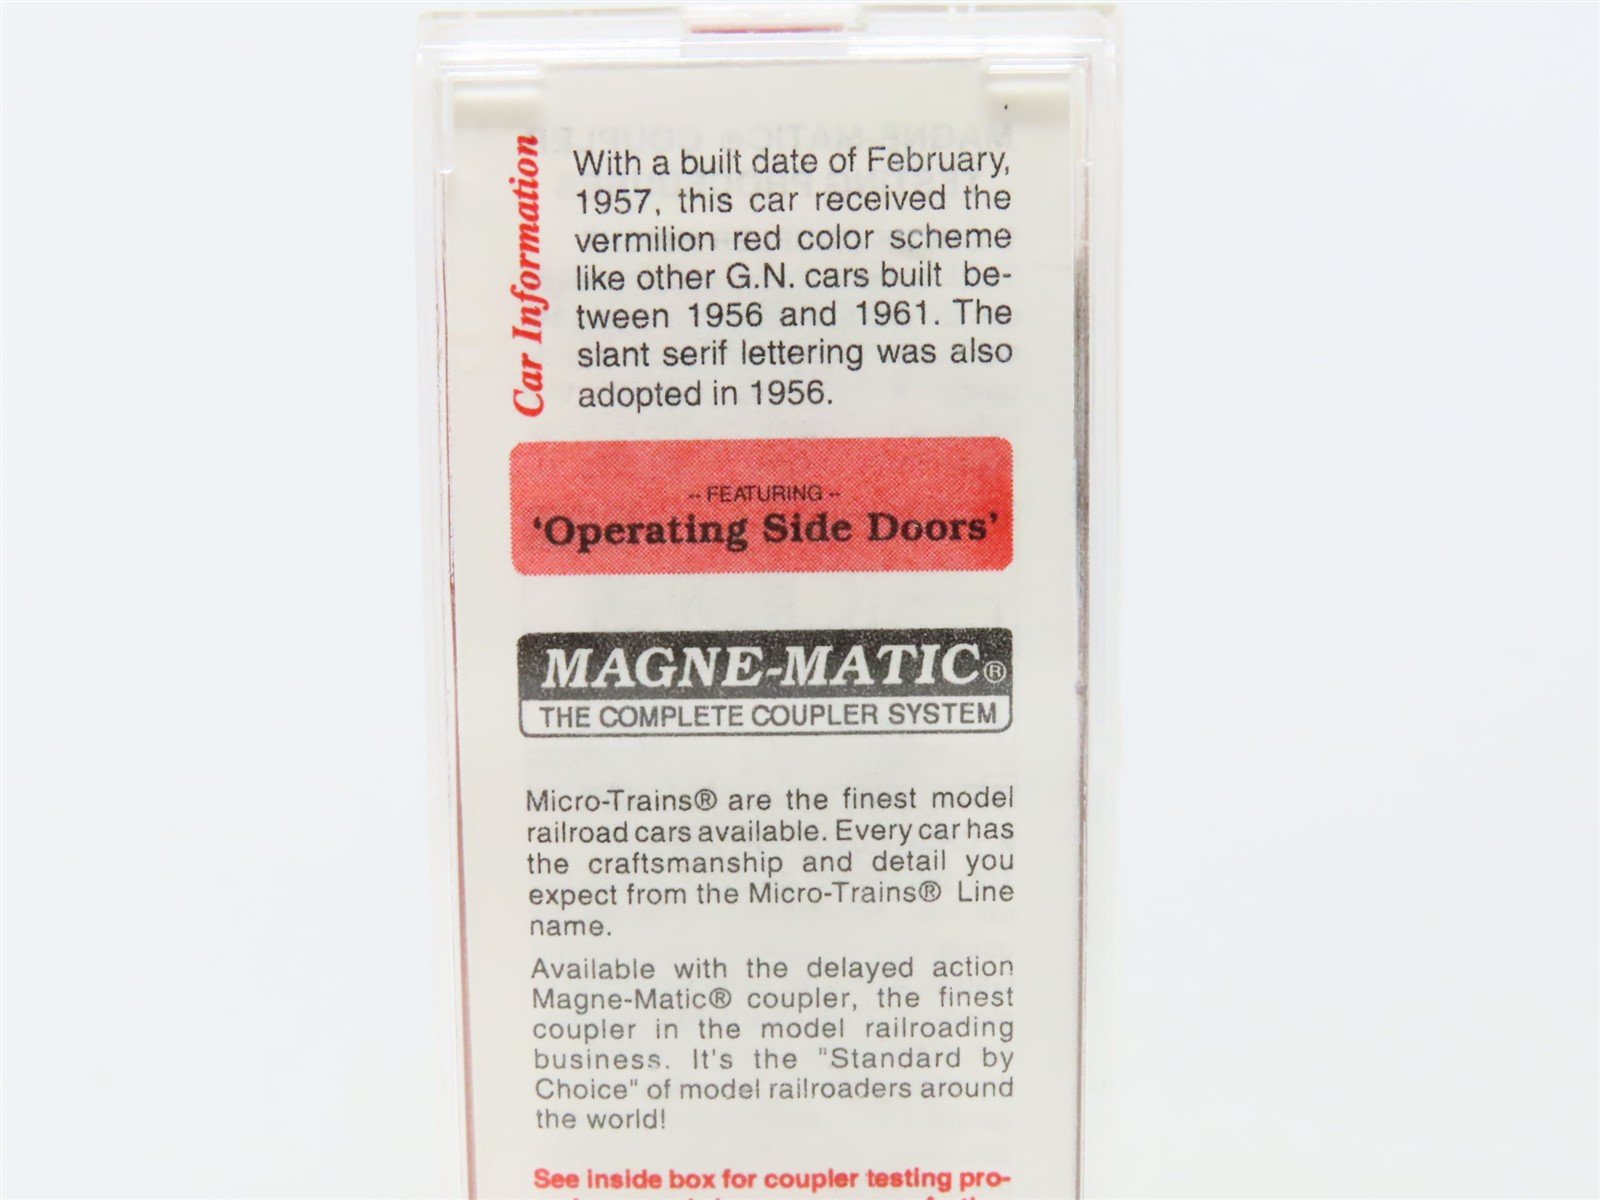 Car Information
With a built date of February,
1957, this car received the
vermilion red color scheme
like other G.N. cars built be-
tween 1956 and 1961. The
slant serif lettering was also
adopted in 1956.
-- FEATURING --
'Operating Side Doors'
MAGNE-MATIC®
THE COMPLETE COUPLER SYSTEM
Micro-Trains® are the finest model
railroad cars available. Every car has
the craftsmanship and detail you
expect from the Micro-Trains® Line
name.
Available with the delayed action
Magne-Matic® coupler, the finest
coupler in the model railroading
business. It's the "Standard by
Choice" of model railroaders around
the world!
See inside box for coupler testing pro-